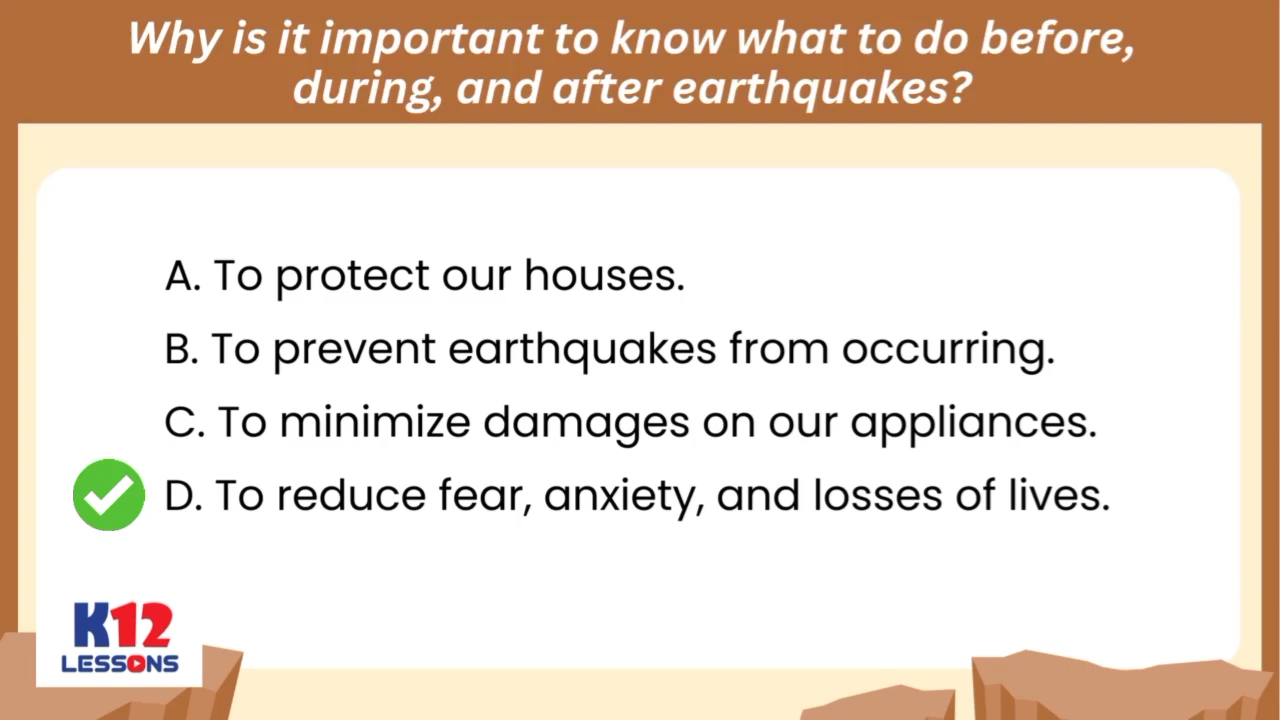 Why is it important to know what to do before,
during, and after earthquakes?
A. To protect our houses.
B. To prevent earthquakes from occurring.
C. To minimize damages on our appliances.
D. To reduce fear, anxiety, and losses of lives.
K12
LESSONS